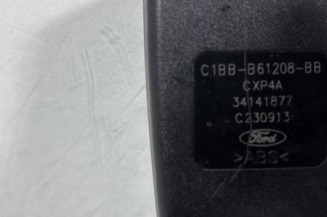 C1BB-B61208-BB
CXP4A
34141877
C230913
Ford
>ABS<